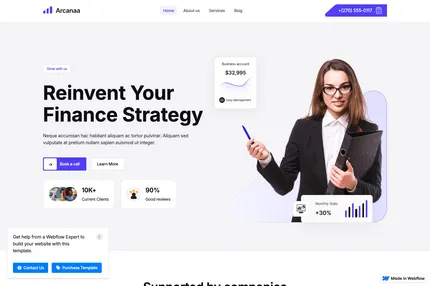 Arcanaa
Home
About us
Services
Blog
+(270) 555-0117
Grow with us
Reinvent Your
Finance Strategy
Neque accumsan hac habitant aliquam ac tortor pulvinar. Aliquam sed
vulputate at pretium nullam sapien euismod ut integer.
Book a call
Learn More
10K+
Current Clients
90%
Good reviews
Business account
$32,995
Easy Management
Monthly Stats
+30%
Get help from a Webflow Expert to
build your website with this
template.
Contact Us
Purchase Template
Made in Webflow
Supported by companies